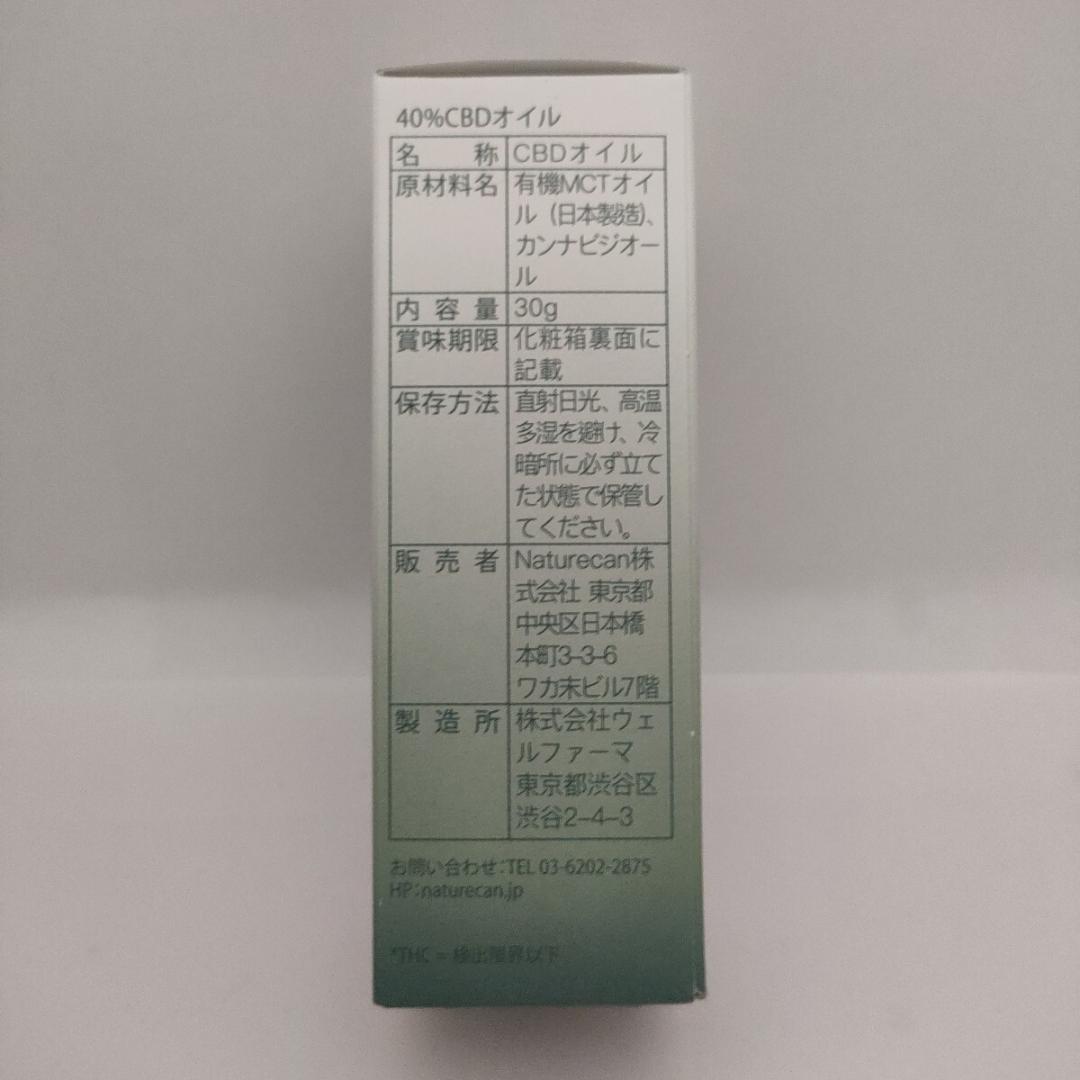 40%CBDオイル
名 称 CBDオイル
原材料名 有機MCTオイ
ル（日本製造）、
カンナビジオー
ル
内容量 30g
賞味期限 化粧箱裏面に
記載
保存方法 直射日光、高温
多湿を避け、冷
暗所に必ず立て
た状態で保管し
てください。
販売者 Naturecan株
式会社 東京都
中央区日本橋
本町3-3-6
ワカ末ビル7階
製造所 株式会社ウェ
ルファーマ
東京都渋谷区
渋谷2-4-3
お問い合わせ:TEL 03-6202-2875
HP:naturecan.jp
*THC = 検出限界以下